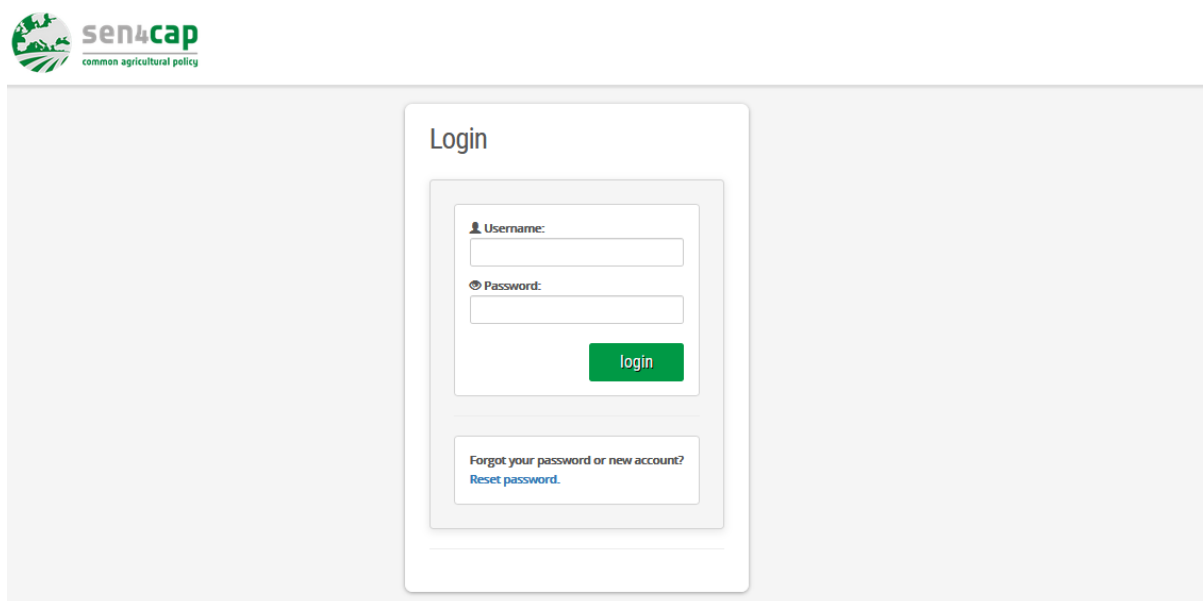 sen4cap
common agricultural policy
Login
Username:
Password:
login
Forgot your password or new account?
Reset password.